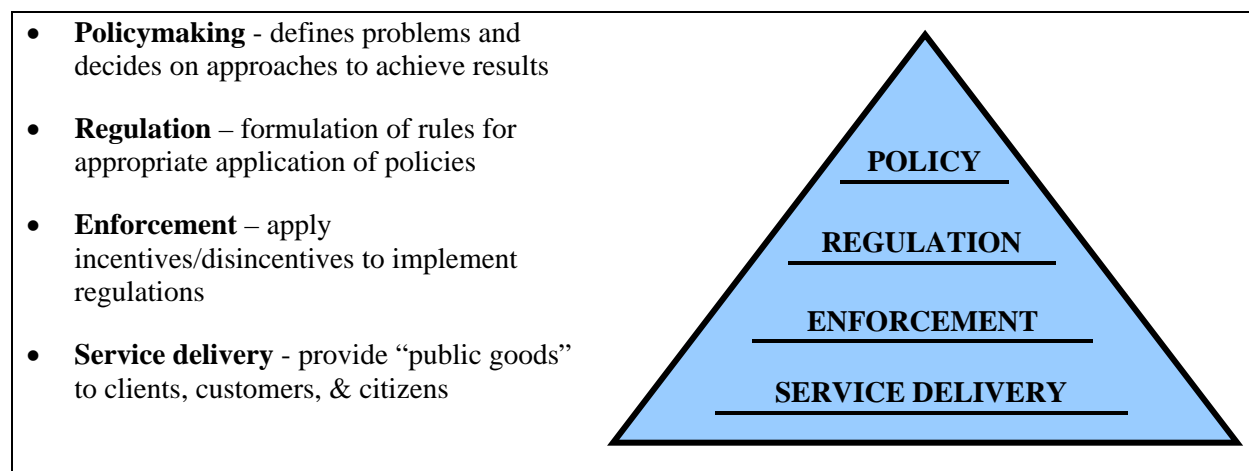 • Policymaking - defines problems and
decides on approaches to achieve results
• Regulation – formulation of rules for
appropriate application of policies
• Enforcement – apply
incentives/disincentives to implement
regulations
• Service delivery - provide “public goods”
to clients, customers, & citizens
POLICY
REGULATION
ENFORCEMENT
SERVICE DELIVERY